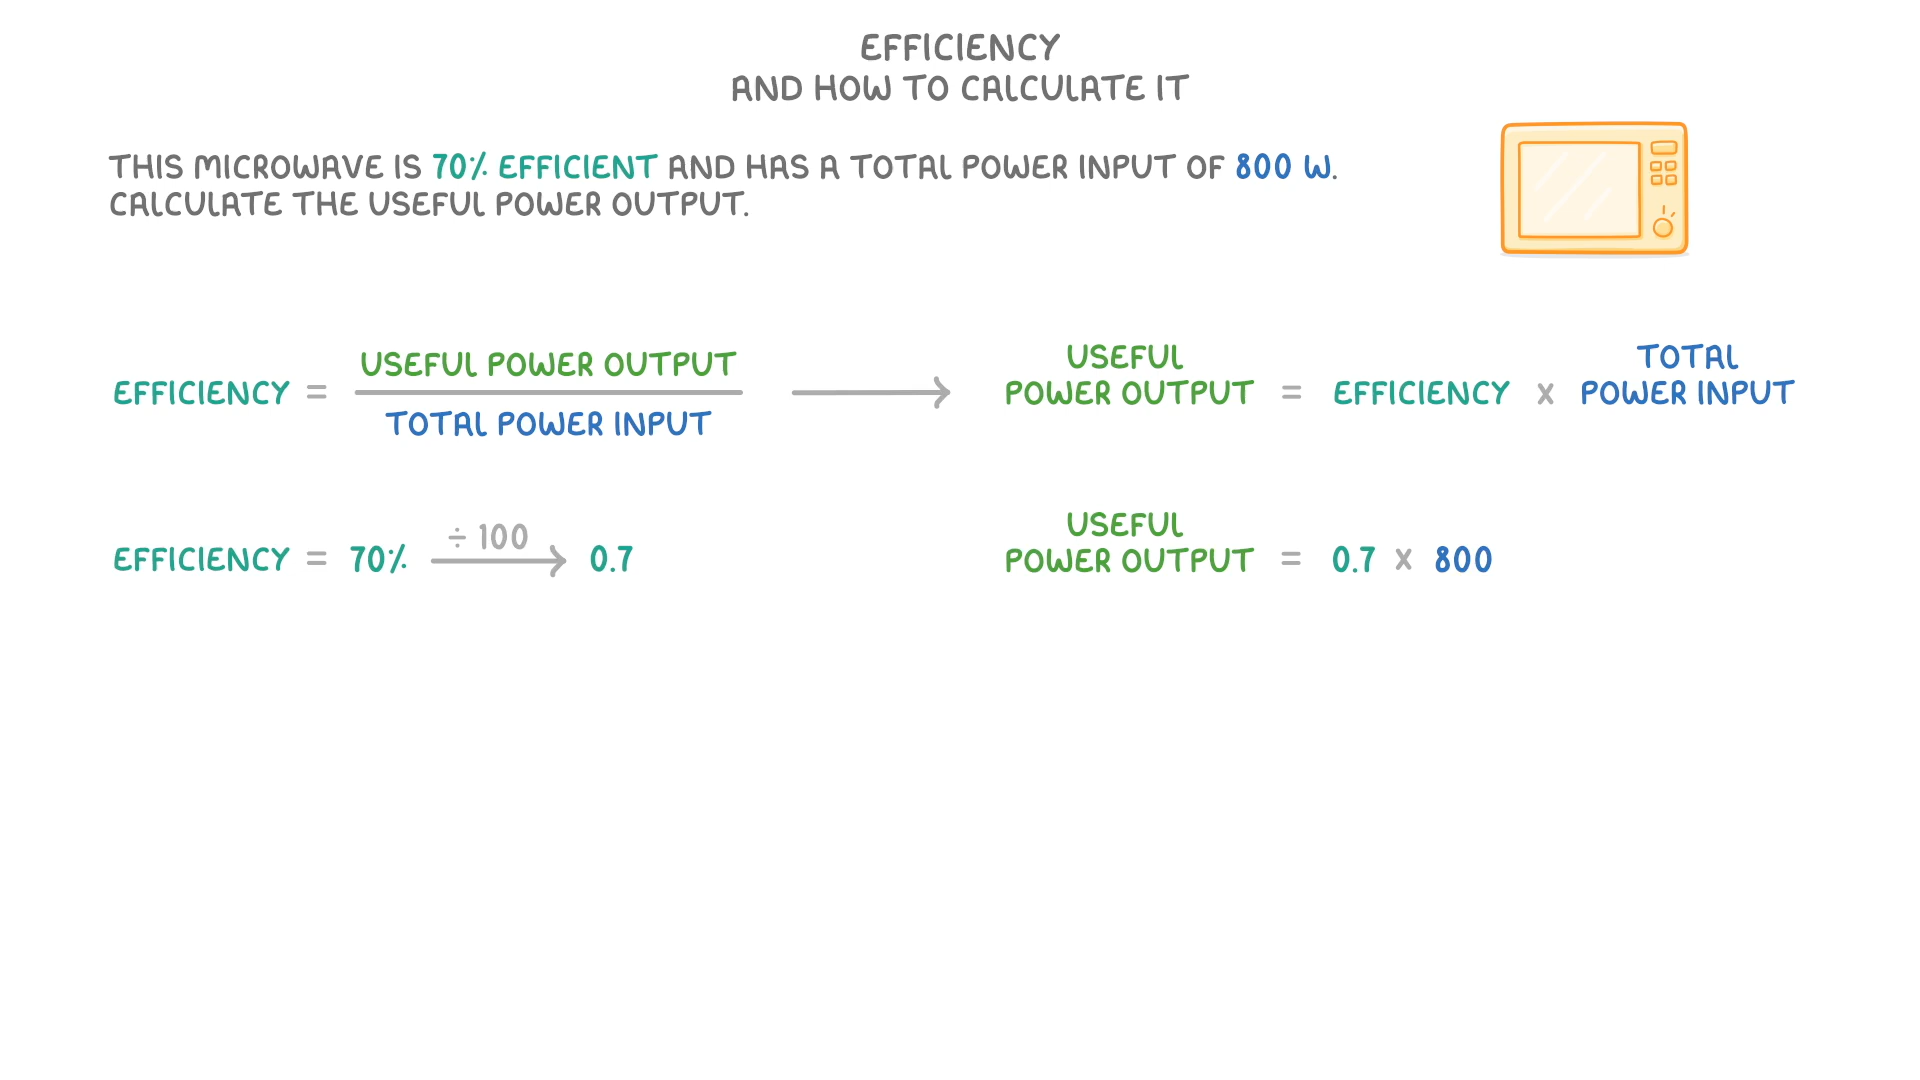 EFFICIENCY
AND HOW TO CALCULATE IT
THIS MICROWAVE IS 70% EFFICIENT AND HAS A TOTAL POWER INPUT OF 800 W.
CALCULATE THE USEFUL POWER OUTPUT.
EFFICIENCY = USEFUL POWER OUTPUT
TOTAL POWER INPUT
USEFUL
POWER OUTPUT = EFFICIENCY x TOTAL
POWER INPUT
EFFICIENCY = 70% ÷ 100 0.7
USEFUL
POWER OUTPUT = 0.7 x 800